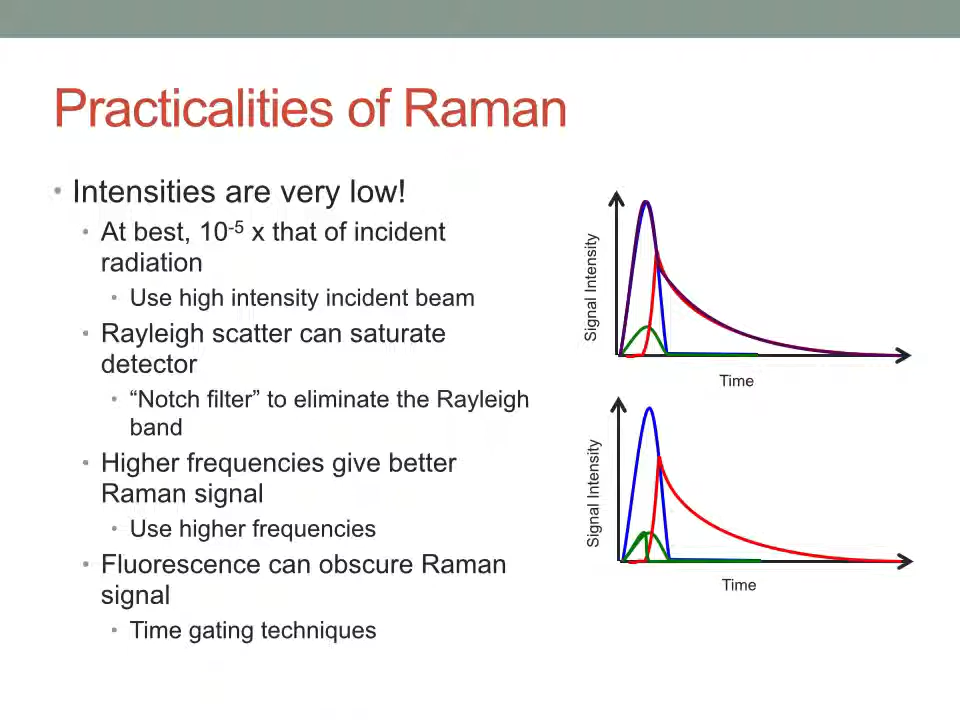 Practicalities of Raman
• Intensities are very low!
• At best, 10-5 x that of incident
radiation
• Use high intensity incident beam
• Rayleigh scatter can saturate
detector
• “Notch filter” to eliminate the Rayleigh
band
• Higher frequencies give better
Raman signal
• Use higher frequencies
• Fluorescence can obscure Raman
signal
• Time gating techniques
Signal Intensity
Time
Signal Intensity
Time